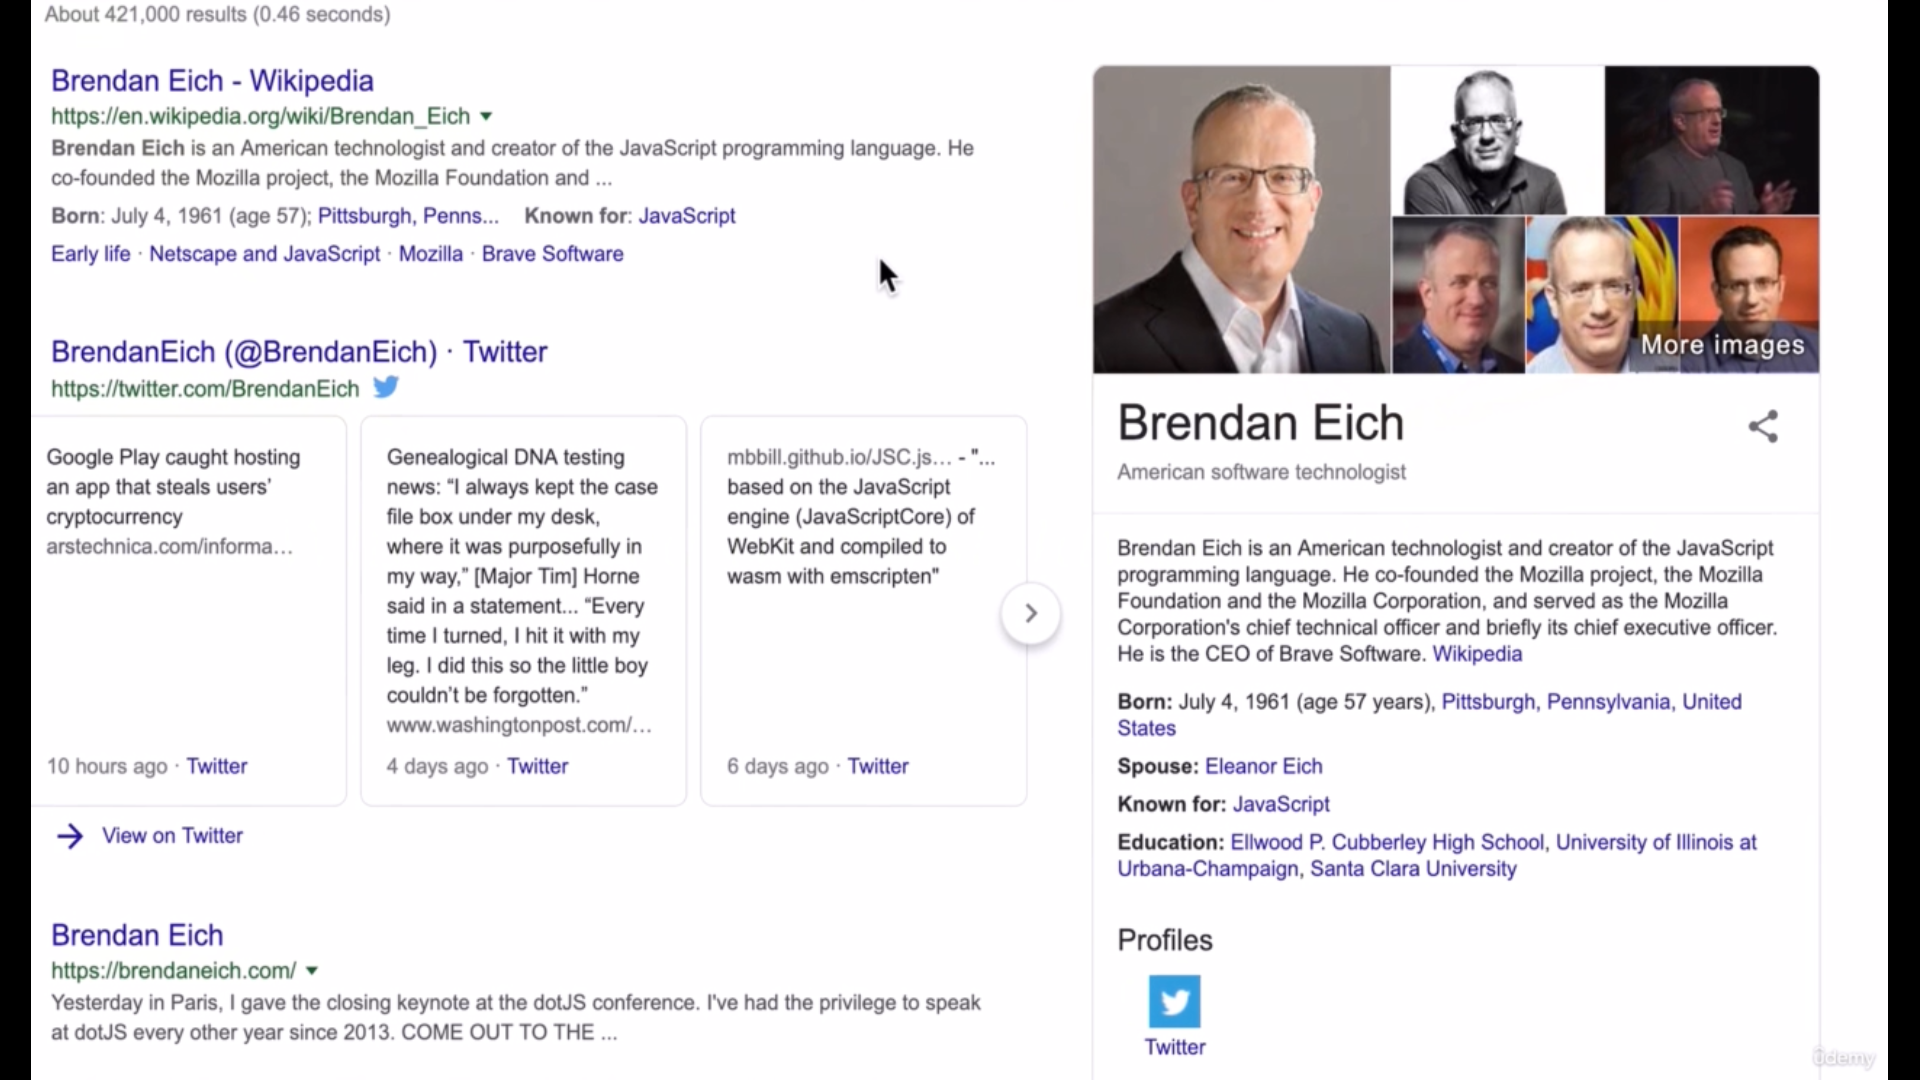 About 421,000 results (0.46 seconds)
Brendan Eich - Wikipedia
https://en.wikipedia.org/wiki/Brendan_Eich
Brendan Eich is an American technologist and creator of the JavaScript programming language. He
co-founded the Mozilla project, the Mozilla Foundation and ...
Born: July 4, 1961 (age 57); Pittsburgh, Penns... Known for: JavaScript
Early life · Netscape and JavaScript · Mozilla · Brave Software
BrendanEich (@BrendanEich) · Twitter
https://twitter.com/BrendanEich
Google Play caught hosting
an app that steals users’
cryptocurrency
arstechnica.com/informa...
10 hours ago · Twitter
Genealogical DNA testing
news: “I always kept the case
file box under my desk,
where it was purposefully in
my way,” [Major Tim] Horne
said in a statement... “Every
time I turned, I hit it with my
leg. I did this so the little boy
couldn’t be forgotten.”
www.washingtonpost.com/...
4 days ago · Twitter
mbbill.github.io/JSC.js... - "...
based on the JavaScript
engine (JavaScriptCore) of
WebKit and compiled to
wasm with emscripten"
6 days ago · Twitter
View on Twitter
Brendan Eich
https://brendaneich.com/
Yesterday in Paris, I gave the closing keynote at the dotJS conference. I've had the privilege to speak
at dotJS every other year since 2013. COME OUT TO THE ...
More images
Brendan Eich
American software technologist
Brendan Eich is an American technologist and creator of the JavaScript
programming language. He co-founded the Mozilla project, the Mozilla
Foundation and the Mozilla Corporation, and served as the Mozilla
Corporation's chief technical officer and briefly its chief executive officer.
He is the CEO of Brave Software. Wikipedia
Born: July 4, 1961 (age 57 years), Pittsburgh, Pennsylvania, United
States
Spouse: Eleanor Eich
Known for: JavaScript
Education: Ellwood P. Cubberley High School, University of Illinois at
Urbana-Champaign, Santa Clara University
Profiles
Twitter
ûdemy